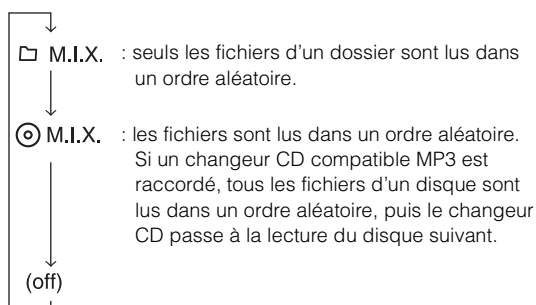 M.I.X. : seuls les fichiers d'un dossier sont lus dans
un ordre aléatoire.
M.I.X. : les fichiers sont lus dans un ordre aléatoire.
Si un changeur CD compatible MP3 est
raccordé, tous les fichiers d'un disque sont
lus dans un ordre aléatoire, puis le changeur
CD passe à la lecture du disque suivant.
(off)